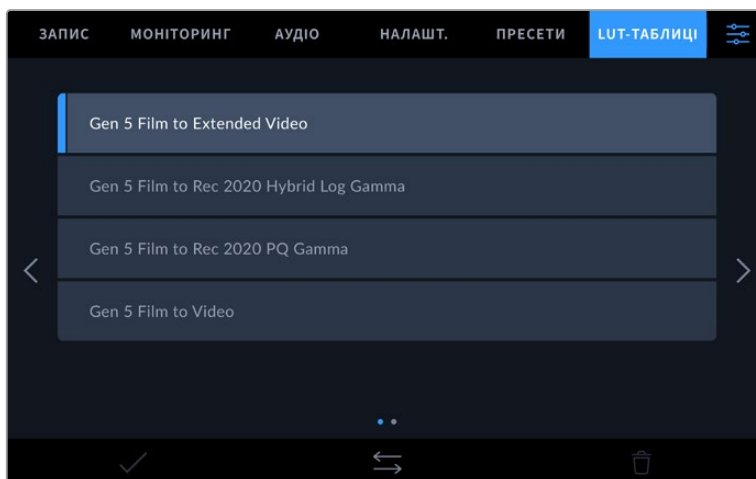 ЗАПИС МОНІТОРИНГ АУДІО НАЛАШТ. ПРЕСЕТИ LUT-ТАБЛИЦІ
Gen 5 Film to Extended Video
Gen 5 Film to Rec 2020 Hybrid Log Gamma
Gen 5 Film to Rec 2020 PQ Gamma
Gen 5 Film to Video